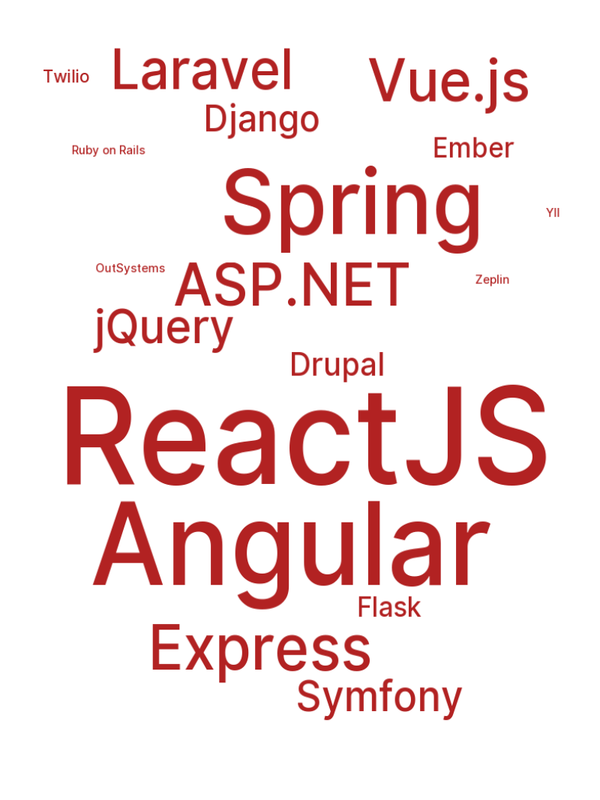 Laravel
Vue.js
Twilio
Django
Ember
Ruby on Rails
Spring
YII
OutSystems
ASP.NET
Zeplin
jQuery
Drupal
ReactJS
Angular
Flask
Express
Symfony